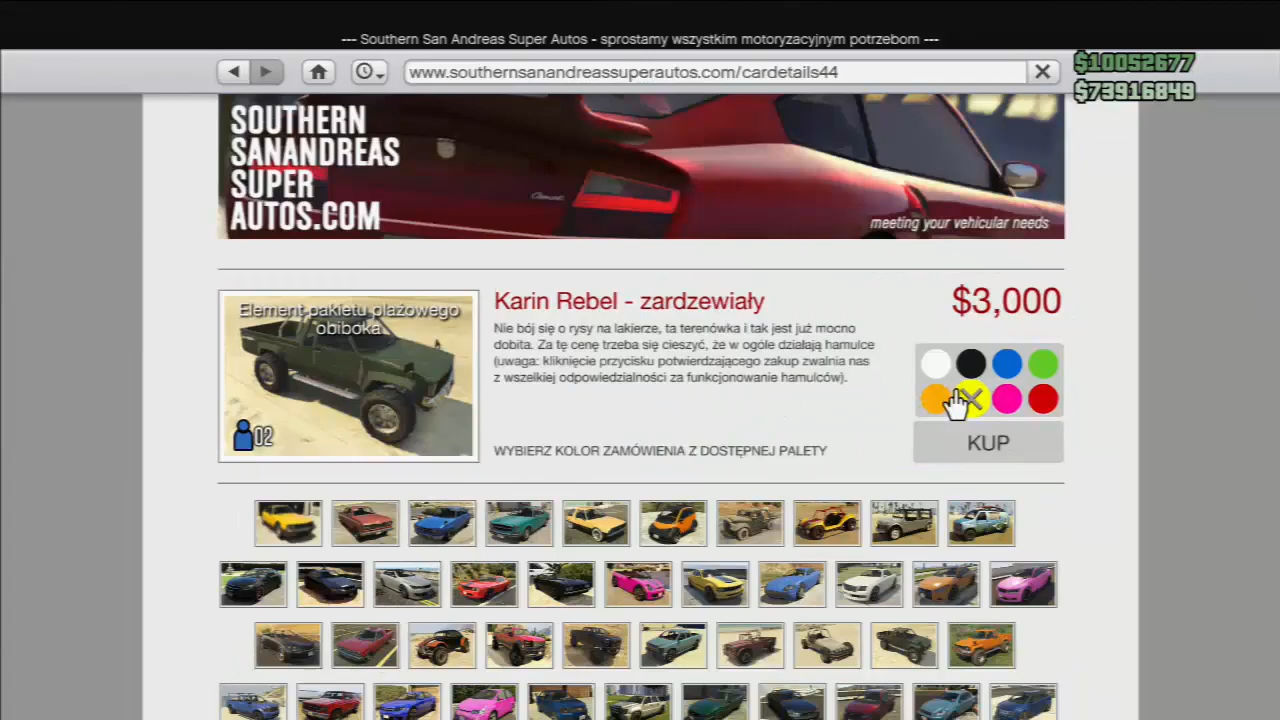 --- Southern San Andreas Super Autos - sprostamy wszystkim motoryzacyjnym potrzebom ---
www.southernsanandreassuperautos.com/cardetails44
$10052677
$73916849
SOUTHERN
SANANDREAS
SUPER
AUTOS.COM
meeting your vehicular needs
Element pakietu plażowego
obiboka
02
Karin Rebel - zardzewiały
$3,000
Nie bój się o rysy na lakierze, ta terenówka i tak jest już mocno
dobita. Za tę cenę trzeba się cieszyć, że w ogóle działają hamulce
(uwaga: kliknięcie przycisku potwierdzającego zakup zwalnia nas
z wszelkiej odpowiedzialności za funkcjonowanie hamulców).
WYBIERZ KOLOR ZAMÓWIENIA Z DOSTĘPNEJ PALETY
KUP